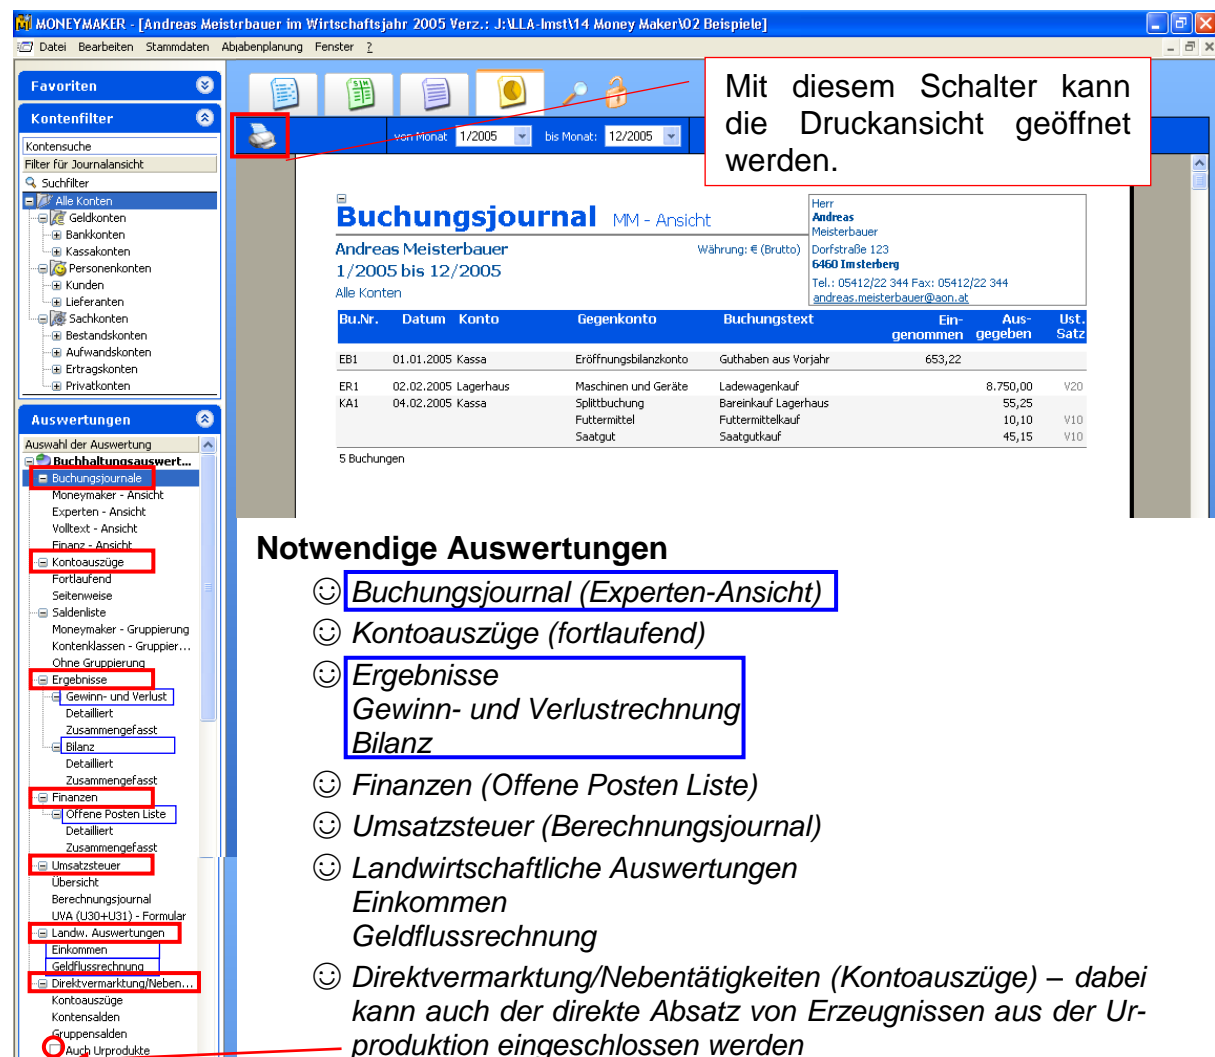 MONEYMAKER - [Andreas Meisterbauer im Wirtschaftsjahr 2005 Verz.: J:\LLA-Imst\14 Money Maker\02 Beispiele]
Datei Bearbeiten Stammdaten Abgabenplanung Fenster ?
Favoriten
Kontenfilter
Kontensuche
Filter für Journalansicht
Suchfilter
Alle Konten
Geldkonten
Bankkonten
Kassakonten
Personenkonten
Kunden
Lieferanten
Sachkonten
Bestandskonten
Aufwandskonten
Ertragskonten
Privatkonten
Auswertungen
Auswahl der Auswertung
Buchhaltungsauswert...
Buchungsjournale
Moneymaker - Ansicht
Experten - Ansicht
Volltext - Ansicht
Finanz - Ansicht
Kontoauszüge
Fortlaufend
Seitenweise
Saldenliste
Moneymaker - Gruppierung
Kontenklassen - Gruppier...
Ohne Gruppierung
Ergebnisse
Gewinn- und Verlust
Detailliert
Zusammengefasst
Bilanz
Detailliert
Zusammengefasst
Finanzen
Offene Posten Liste
Detailliert
Zusammengefasst
Umsatzsteuer
Übersicht
Berechnungsjournal
UVA (U30+U31) - Formular
Landw. Auswertungen
Einkommen
Geldflussrechnung
Direktvermarktung/Neben...
Kontoauszüge
Kontensalden
Gruppensalden
Auch Urprodukte
von Monat 1/2005 bis Monat: 12/2005
Mit diesem Schalter kann
die Druckansicht geöffnet
werden.
Buchungsjournal MM - Ansicht
Andreas Meisterbauer Währung: € (Brutto)
1/2005 bis 12/2005
Alle Konten
Herr
Andreas
Meisterbauer
Dorfstraße 123
6460 Imsterberg
Tel.: 05412/22 344 Fax: 05412/22 344
andreas.meisterbauer@aon.at
Bu.Nr. Datum Konto Gegenkonto Buchungstext Ein- Aus- Ust.
genommen gegeben Satz
EB1 01.01.2005 Kassa Eröffnungsbilanzkonto Guthaben aus Vorjahr 653,22
ER1 02.02.2005 Lagerhaus Maschinen und Geräte Ladewagenkauf 8.750,00 V20
KA1 04.02.2005 Kassa Splittbuchung Bareinkauf Lagerhaus 55,25
Futtermittel Futtermittelkauf 10,10 V10
Saatgut Saatgutkauf 45,15 V10
5 Buchungen
Notwendige Auswertungen
☺ Buchungsjournal (Experten-Ansicht)
☺ Kontoauszüge (fortlaufend)
☺ Ergebnisse
Gewinn- und Verlustrechnung
Bilanz
☺ Finanzen (Offene Posten Liste)
☺ Umsatzsteuer (Berechnungsjournal)
☺ Landwirtschaftliche Auswertungen
Einkommen
Geldflussrechnung
☺ Direktvermarktung/Nebentätigkeiten (Kontoauszüge) – dabei
kann auch der direkte Absatz von Erzeugnissen aus der Ur-
produktion eingeschlossen werden